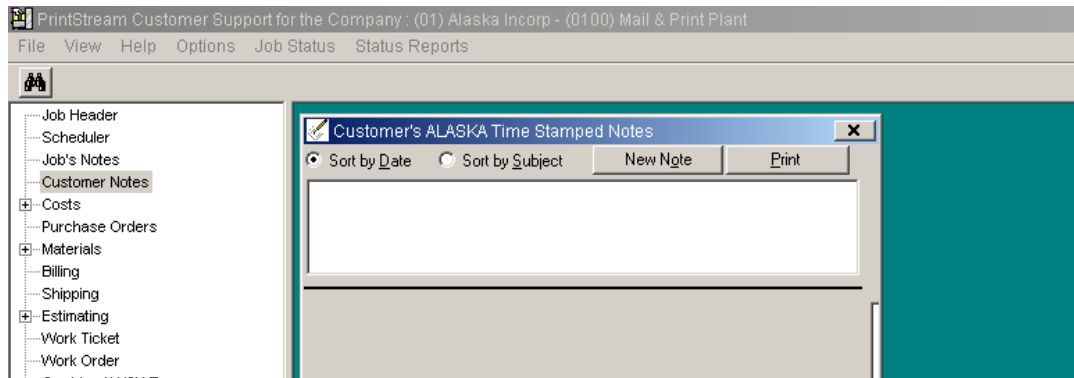 PrintStream Customer Support for the Company : (01) Alaska Incorp - (0100) Mail & Print Plant
File View Help Options Job Status Status Reports
Job Header
Scheduler
Job's Notes
Customer Notes
Costs
Purchase Orders
Materials
Billing
Shipping
Estimating
Work Ticket
Work Order
Customer's ALASKA Time Stamped Notes
Sort by Date Sort by Subject New Note Print